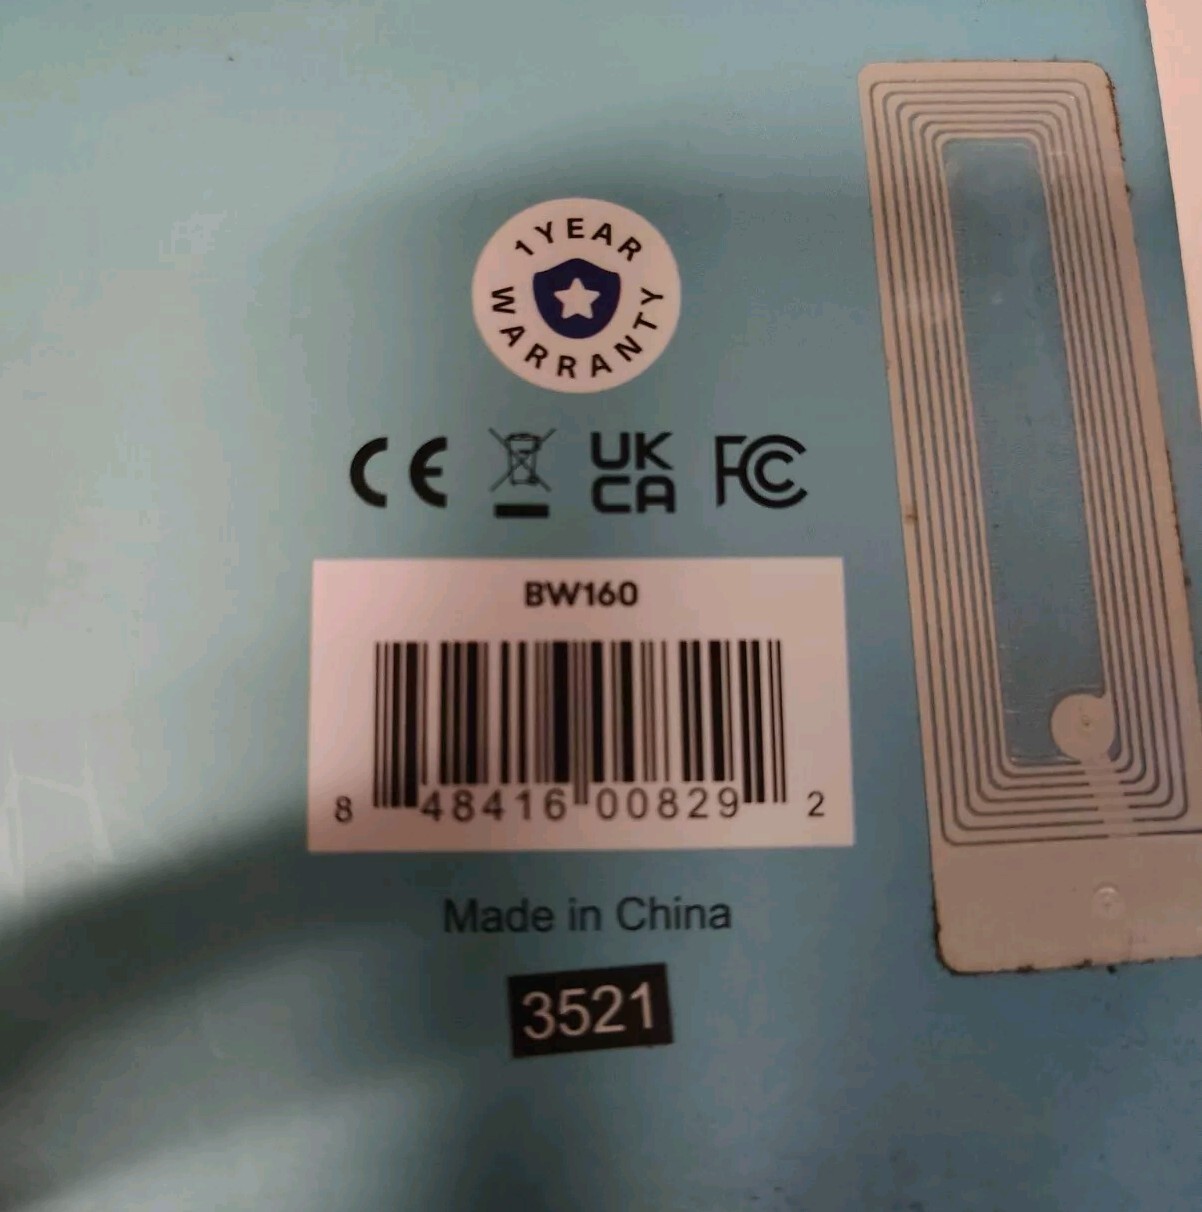 1 YEAR
WARRANTY
CE
UK
CA
FC
BW160
8 48416 00829 2
Made in China
3521